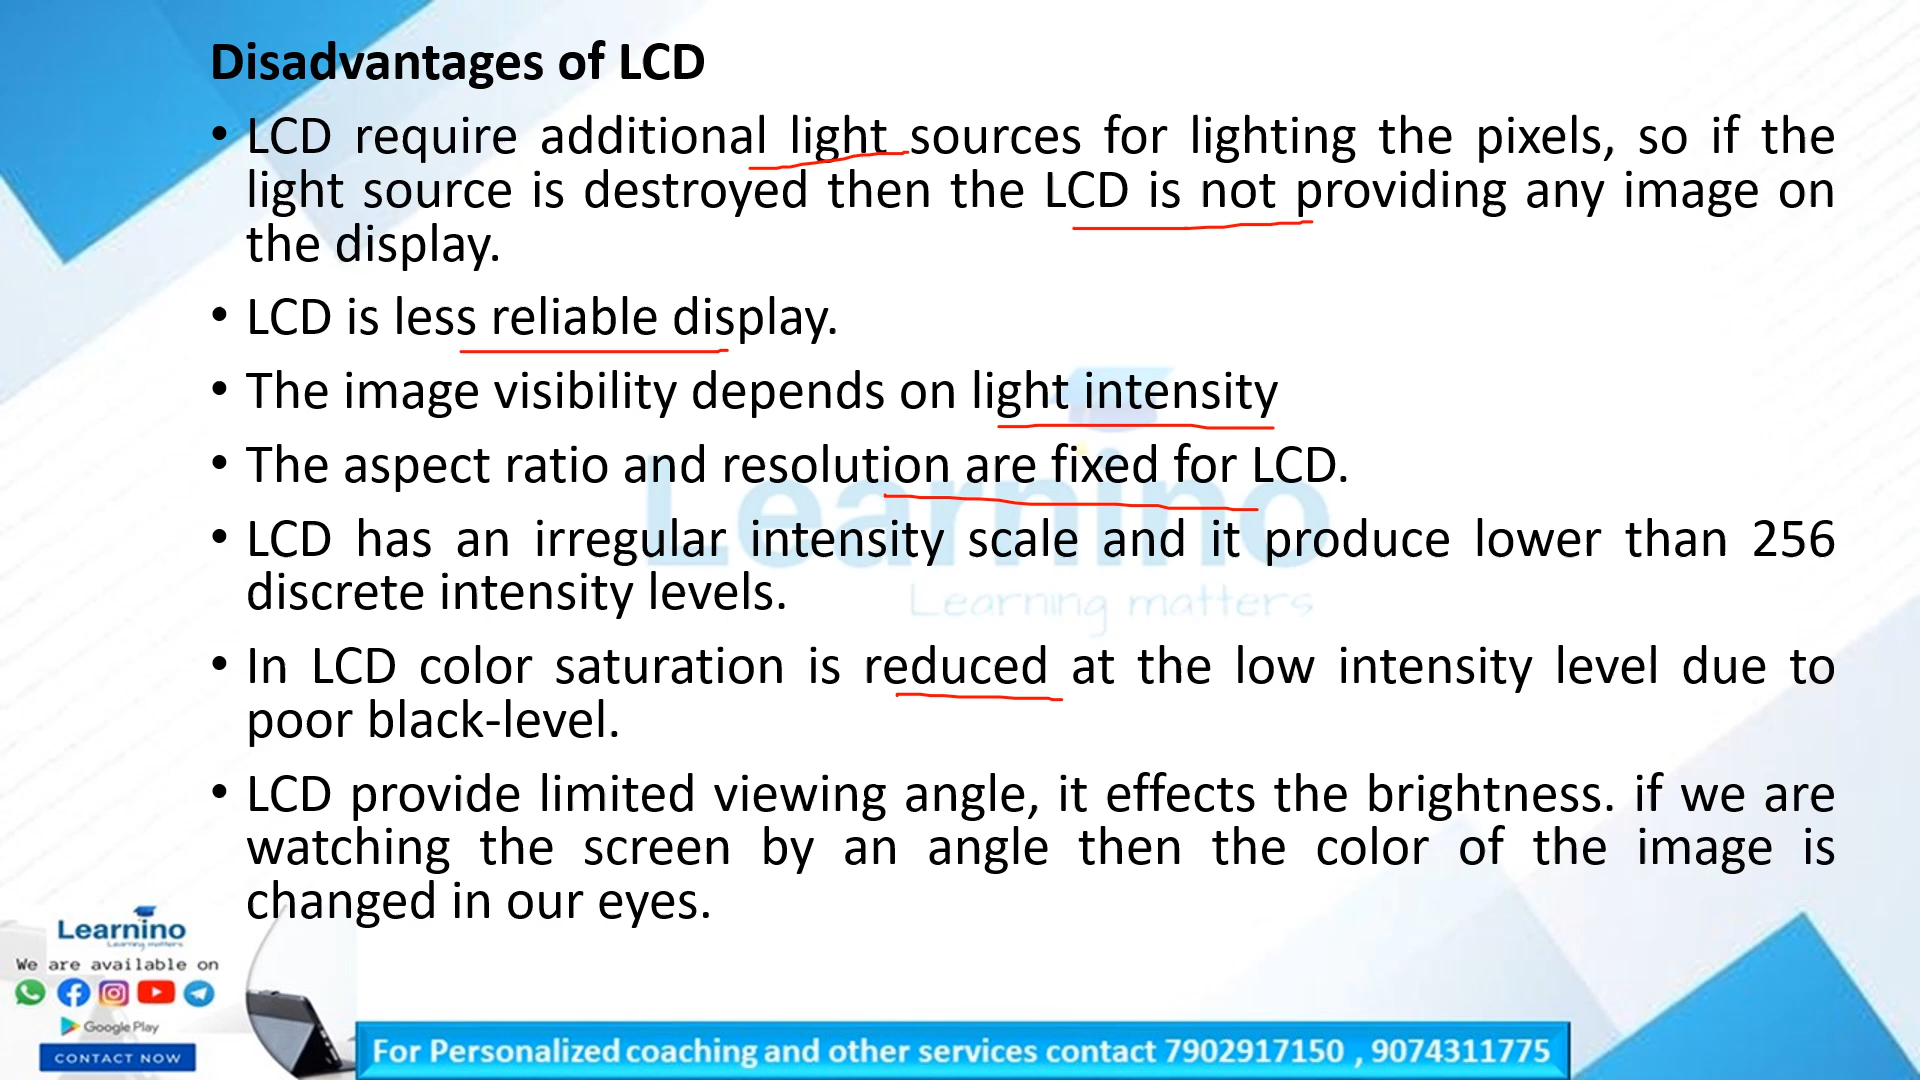 Disadvantages of LCD
• LCD require additional light sources for lighting the pixels, so if the
light source is destroyed then the LCD is not providing any image on
the display.
• LCD is less reliable display.
• The image visibility depends on light intensity
• The aspect ratio and resolution are fixed for LCD.
• LCD has an irregular intensity scale and it produce lower than 256
discrete intensity levels.
• In LCD color saturation is reduced at the low intensity level due to
poor black-level.
• LCD provide limited viewing angle, it effects the brightness. if we are
watching the screen by an angle then the color of the image is
changed in our eyes.
Learnino
Learning matters
Learnino
Learning matters
We are available on
Google Play
CONTACT NOW
For Personalized coaching and other services contact 7902917150 , 9074311775